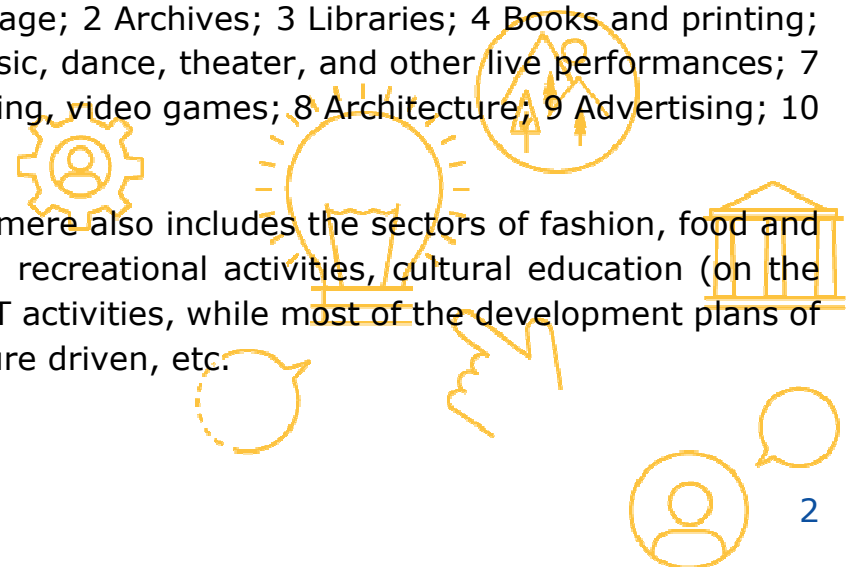 age; 2 Archives; 3 Libraries; 4 Books and printing;
sic, dance, theater, and other live performances; 7
ing, video games; 8 Architecture; 9 Advertising; 10
mere also includes the sectors of fashion, food and
recreational activities, cultural education (on the
T activities, while most of the development plans of
ure driven, etc.
2